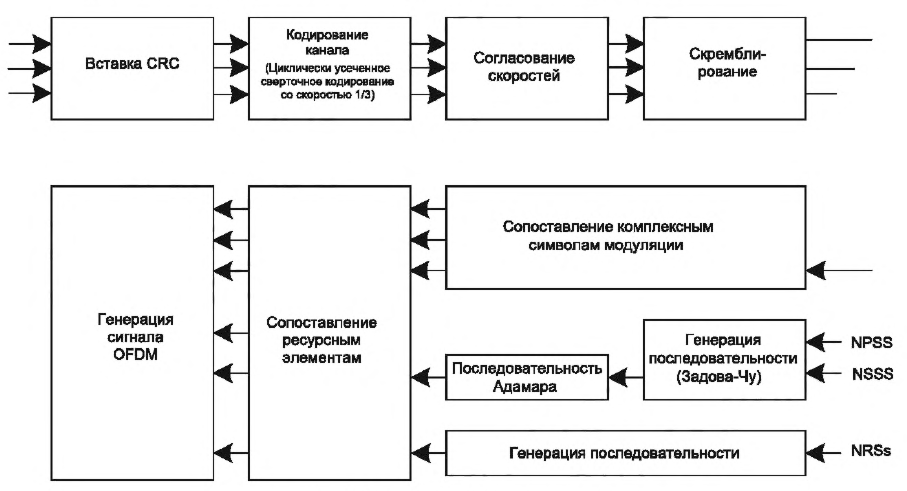 Вставка CRC
Кодирование
канала
(Циклически усеченное
сверточное кодирование
со скоростью 1/3)
Согласование
скоростей
Скрембли-
рование
Генерация
сигнала
OFDM
Сопоставление
ресурсным
элементам
Сопоставление комплексным
символам модуляции
Последовательность
Адамара
Генерация
последовательности
(Задова-Чу)
NPSS
NSSS
Генерация последовательности
NRSs